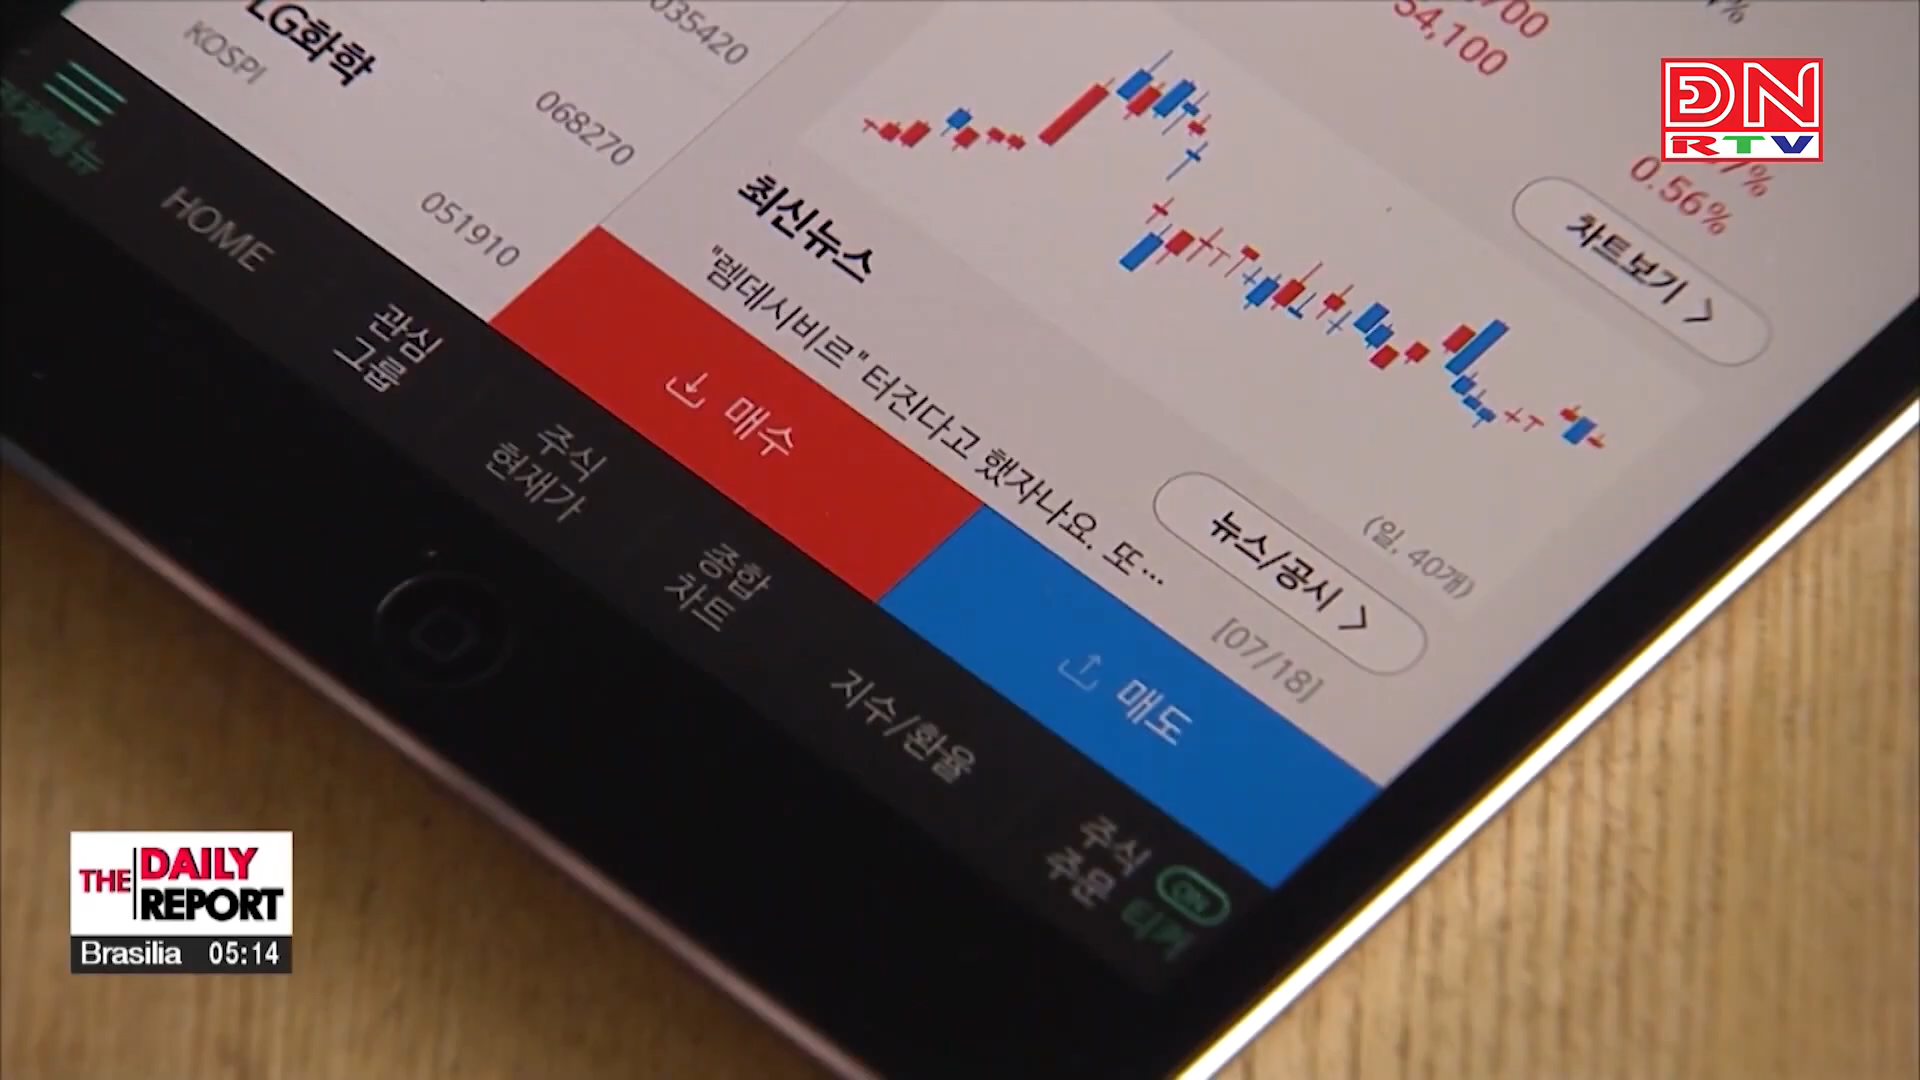 LG화학
KOSPI
035420
068270
051910
54,100
0.56%
차트보기 >
(일, 40개)
최신뉴스
뉴스/공시 >
"렘데시비르" 터진다고 했자나요. 또...
[07/18]
매수
매도
HOME
관심
그룹
주식
현재가
종합
차트
지수/환율
주식
주문
ON
DN
RTV
THE DAILY
REPORT
Brasilia 05:14